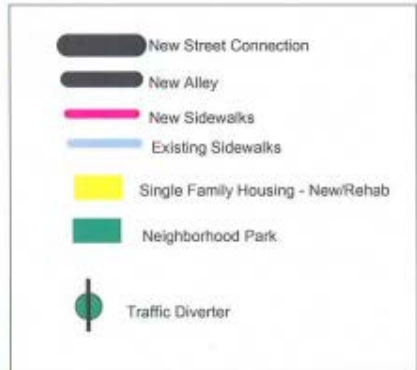 New Street Connection
New Alley
New Sidewalks
Existing Sidewalks
Single Family Housing - New/Rehab
Neighborhood Park
Traffic Diverter